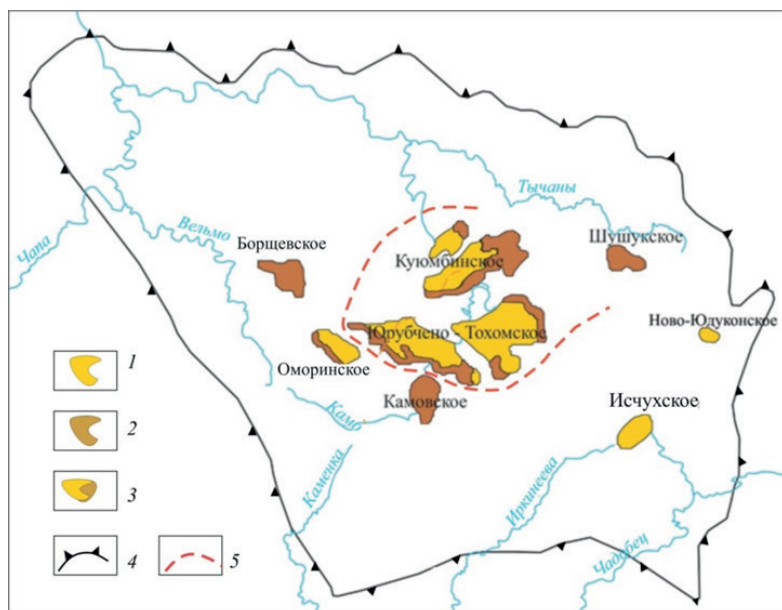 Тычаны
Чапа
Вельмо
Борщевское
Куюмбинское
Шушукское
Ново-Юдуконское
Юрубчено
Тохомское
Оморинское
Камовское
Камо
Исчухское
Каменка
Иркинеева
Чадобец
1
2
3
4
5